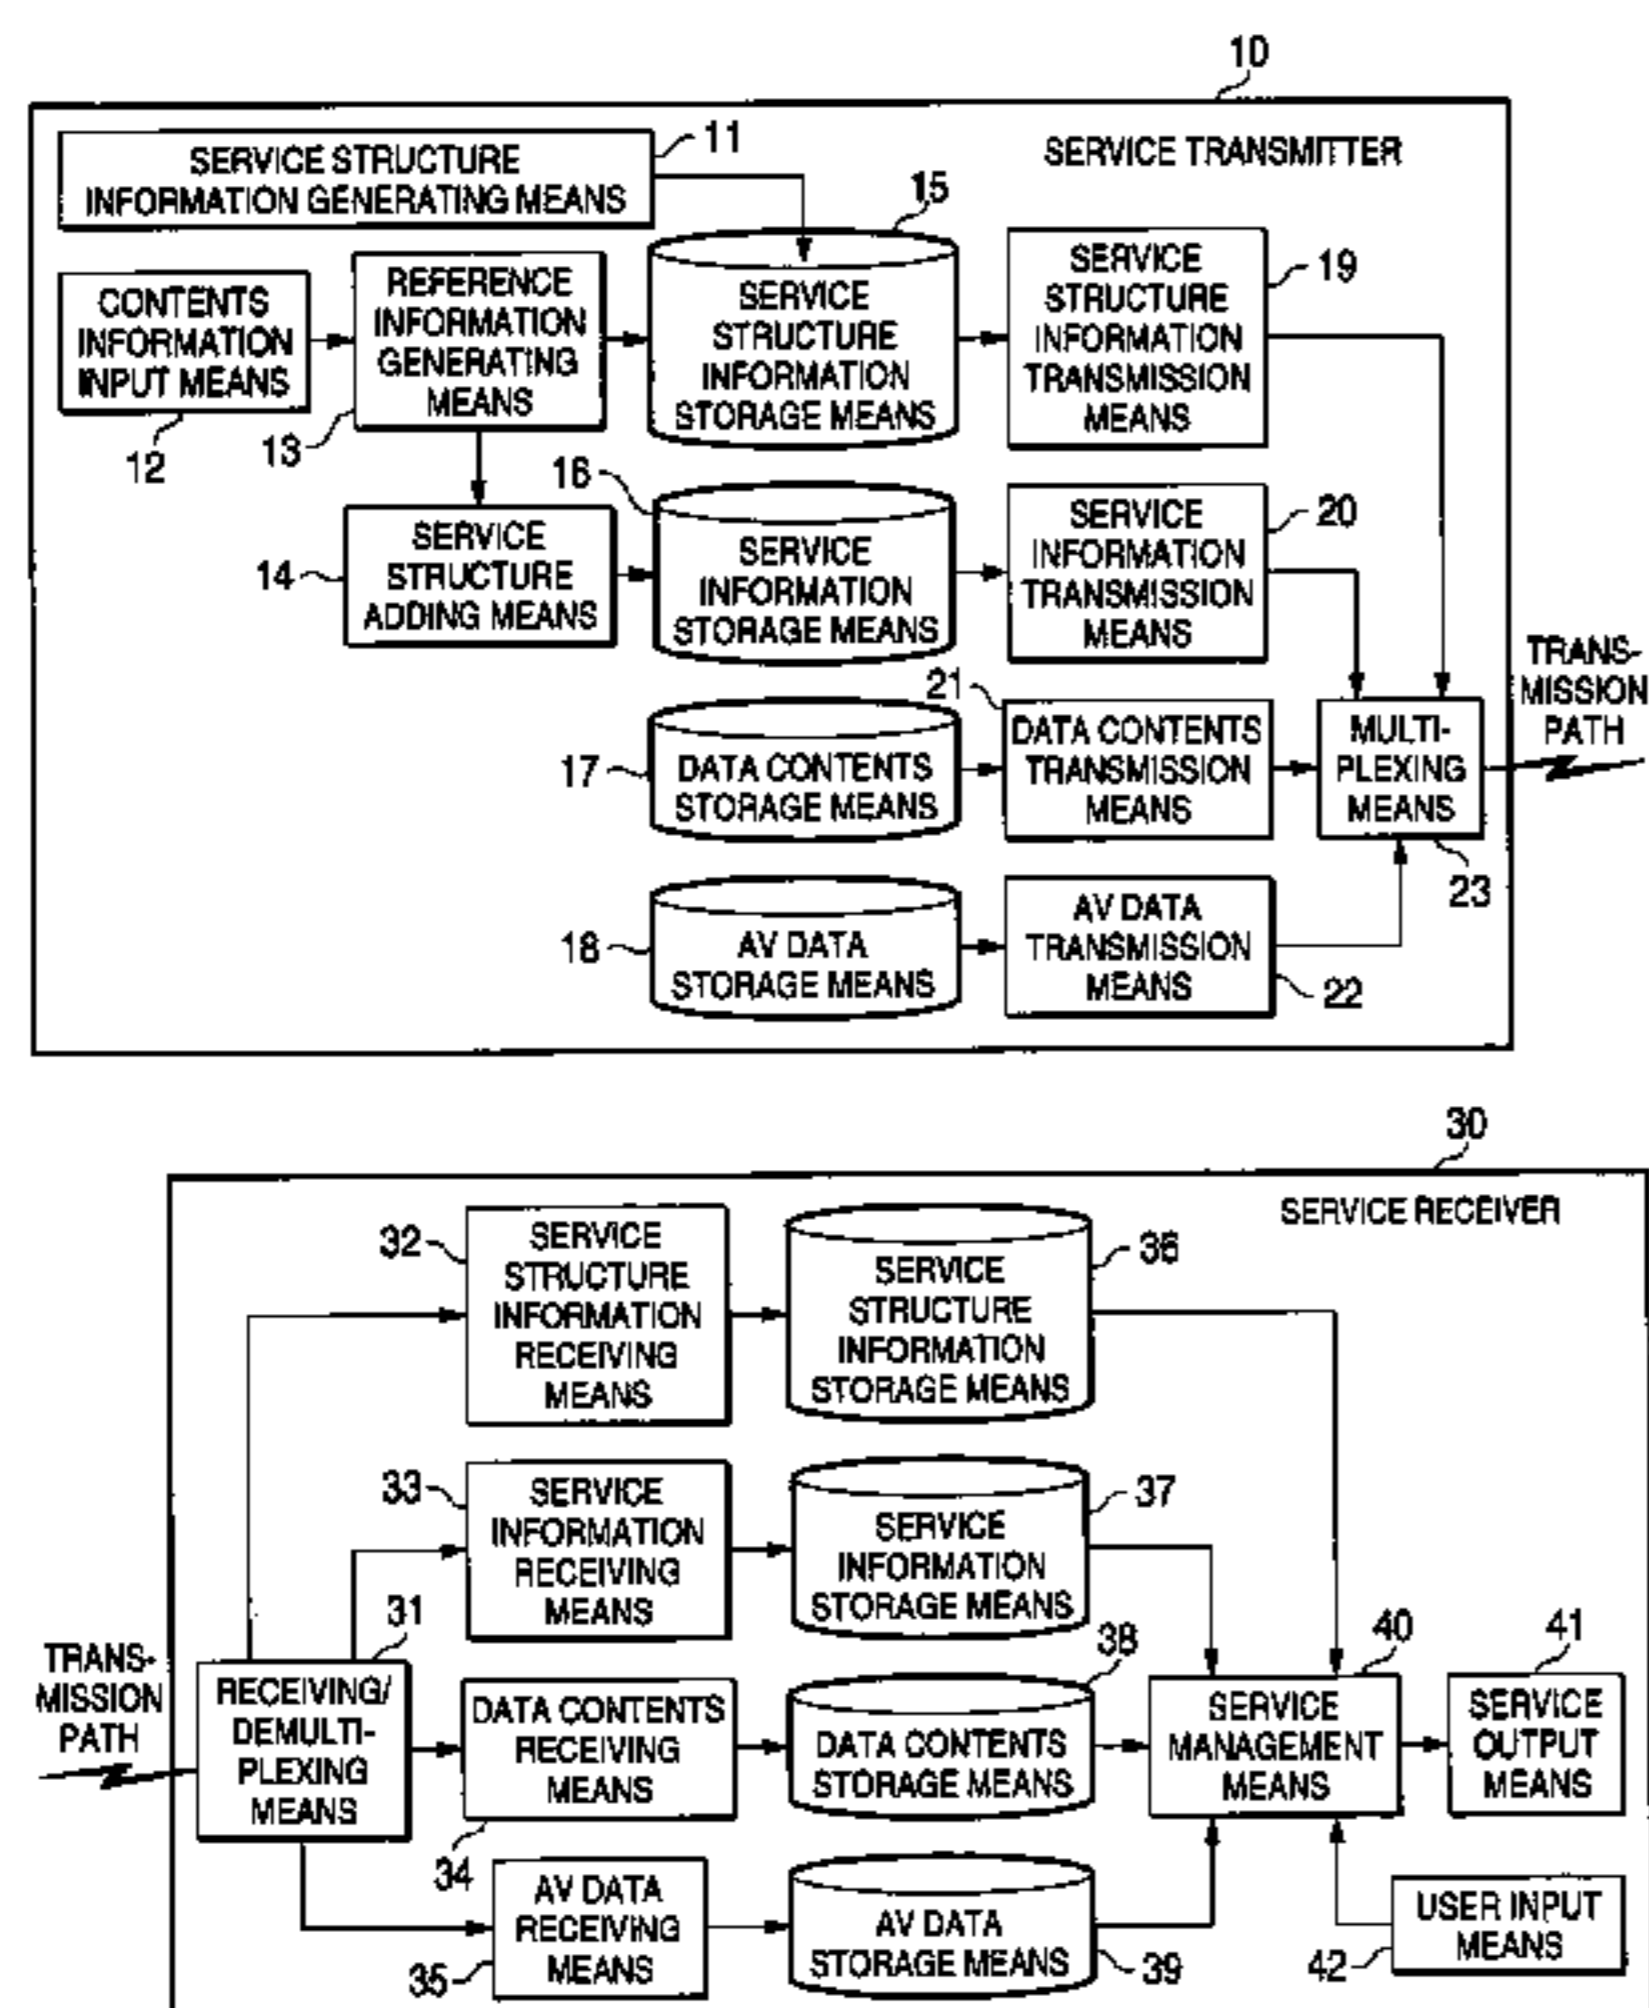 10
SERVICE TRANSMITTER
SERVICE STRUCTURE
INFORMATION GENERATING MEANS
11
CONTENTS
INFORMATION
INPUT MEANS
12
REFERENCE
INFORMATION
GENERATING
MEANS
13
15
SERVICE
STRUCTURE
INFORMATION
STORAGE MEANS
SERVICE
STRUCTURE
INFORMATION
TRANSMISSION
MEANS
19
14
SERVICE
STRUCTURE
ADDING MEANS
16
SERVICE
INFORMATION
STORAGE MEANS
SERVICE
INFORMATION
TRANSMISSION
MEANS
20
17
DATA CONTENTS
STORAGE MEANS
21
DATA CONTENTS
TRANSMISSION
MEANS
MULTI-
PLEXING
MEANS
23
TRANS-
MISSION
PATH
18
AV DATA
STORAGE MEANS
AV DATA
TRANSMISSION
MEANS
22
30
SERVICE RECEIVER
32
SERVICE
STRUCTURE
INFORMATION
RECEIVING
MEANS
SERVICE
STRUCTURE
INFORMATION
STORAGE MEANS
36
33
SERVICE
INFORMATION
RECEIVING
MEANS
SERVICE
INFORMATION
STORAGE MEANS
37
TRANS-
MISSION
PATH
31
RECEIVING/
DEMULTI-
PLEXING
MEANS
DATA CONTENTS
RECEIVING
MEANS
34
38
DATA CONTENTS
STORAGE MEANS
40
SERVICE
MANAGEMENT
MEANS
41
SERVICE
OUTPUT
MEANS
35
AV DATA
RECEIVING
MEANS
AV DATA
STORAGE MEANS
39
USER INPUT
MEANS
42